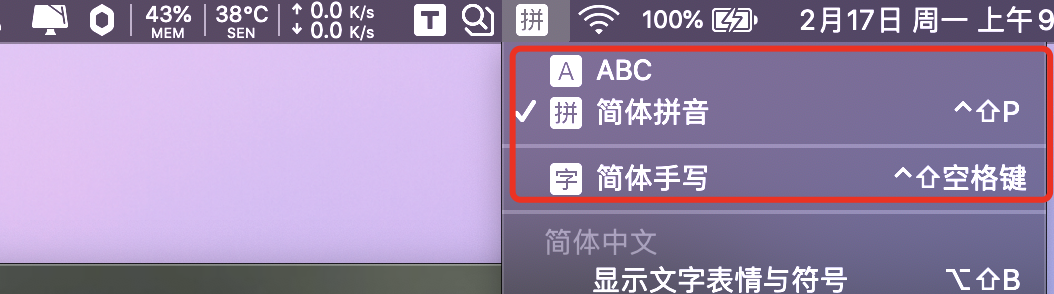 43% MEM 38°C SEN ↑ 0.0 K/s ↓ 0.0 K/s T 拼 100% 2月17日 周一 上午9
A ABC
✓ 拼 简体拼音 ^⇧P
字 简体手写 ^⇧空格键
简体中文
显示文字表情与符号 ⌥⇧B